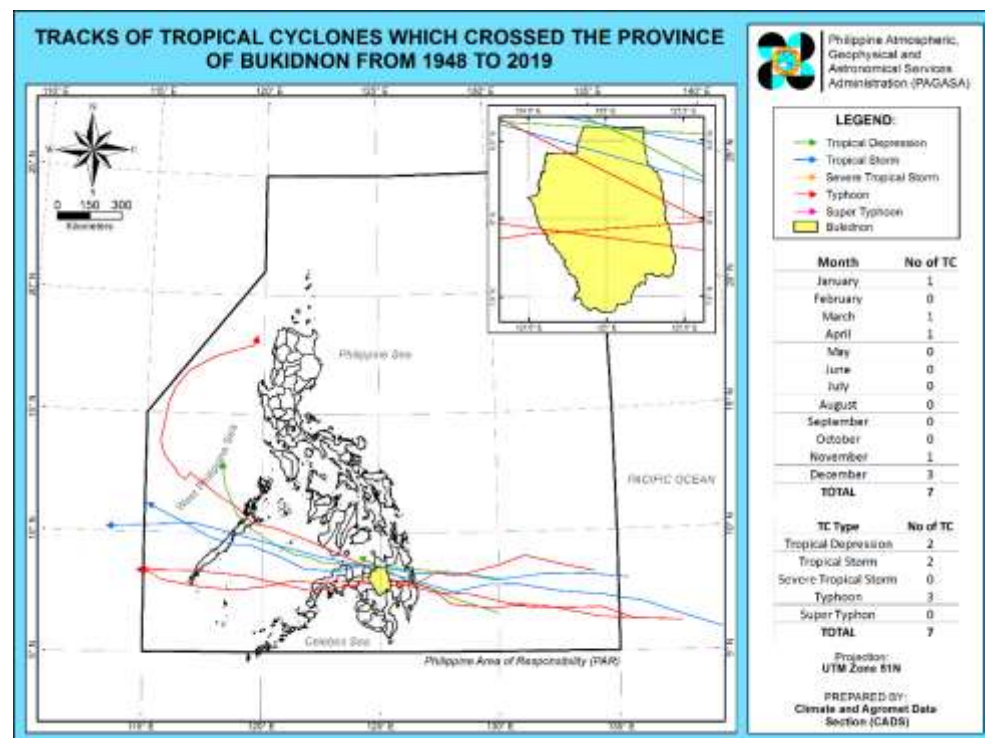 TRACKS OF TROPICAL CYCLONES WHICH CROSSED THE PROVINCE
OF BUKIDNON FROM 1948 TO 2019
Philippine Atmospheric,
Geophysical and
Astronomical Services
Administration (PAGASA)
LEGEND:
Tropical Depression
Tropical Storm
Severe Tropical Storm
Typhoon
Super Typhoon
Bukidnon
Month No of TC
January 1
February 0
March 1
April 1
May 0
June 0
July 0
August 0
September 0
October 0
November 1
December 3
TOTAL 7
TC Type No of TC
Tropical Depression 2
Tropical Storm 2
Severe Tropical Storm 0
Typhoon 3
Super Typhon 0
TOTAL 7
Projection:
UTM Zone 51N
PREPARED BY:
Climate and Agromet Data
Section (CADS)
N
W E
S
0 150 300
Kilometers
Philippine Sea
West Philippine Sea
PACIFIC OCEAN
Celebes Sea
Philippine Area of Responsibility (PAR)